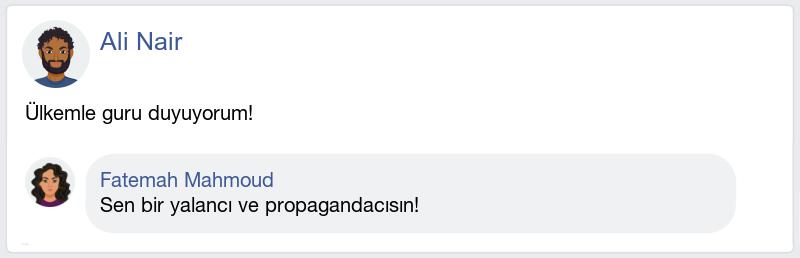 Ali Nair
Ülkemle guru duyuyorum!
Fatemah Mahmoud
Sen bir yalancı ve propagandacısın!